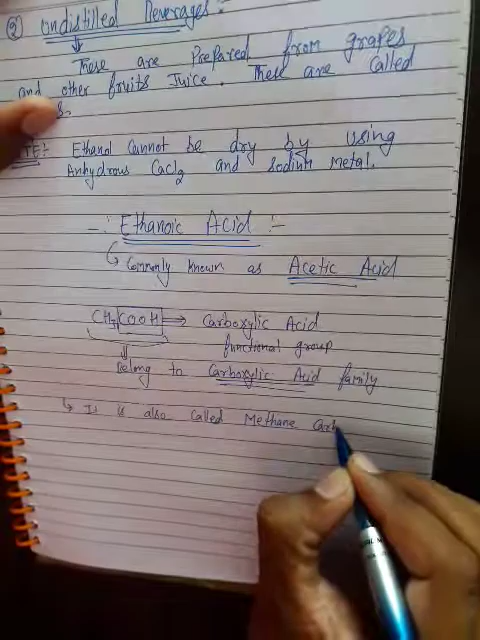 ② Undistilled Beverages:
These are Prepared from grapes
and other fruits Juice. These are Called
s.
TE:- Ethanol Cannot be dry by using
Anhydrous CaCl2 and sodium metal.
-: Ethanoic Acid :-
Commonly known as Acetic Acid
CH3COOH → Carboxylic Acid
functional group
Belong to Carboxylic Acid family
↳ It is also Called Methane Carb